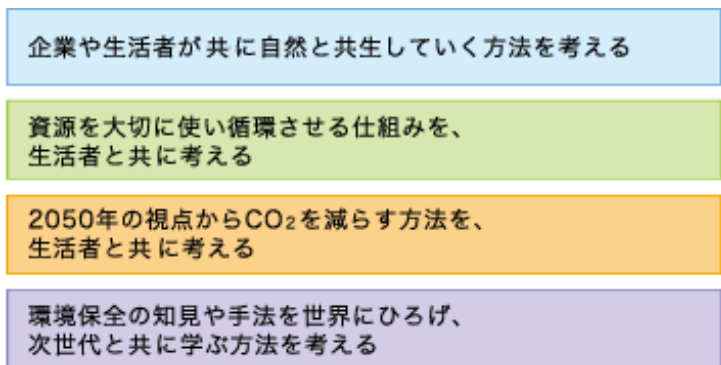 企業や生活者が共に自然と共生していく方法を考える
資源を大切に使い循環させる仕組みを、
生活者と共に考える
2050年の視点からCO₂を減らす方法を、
生活者と共に考える
環境保全の知見や手法を世界にひろげ、
次世代と共に学ぶ方法を考える